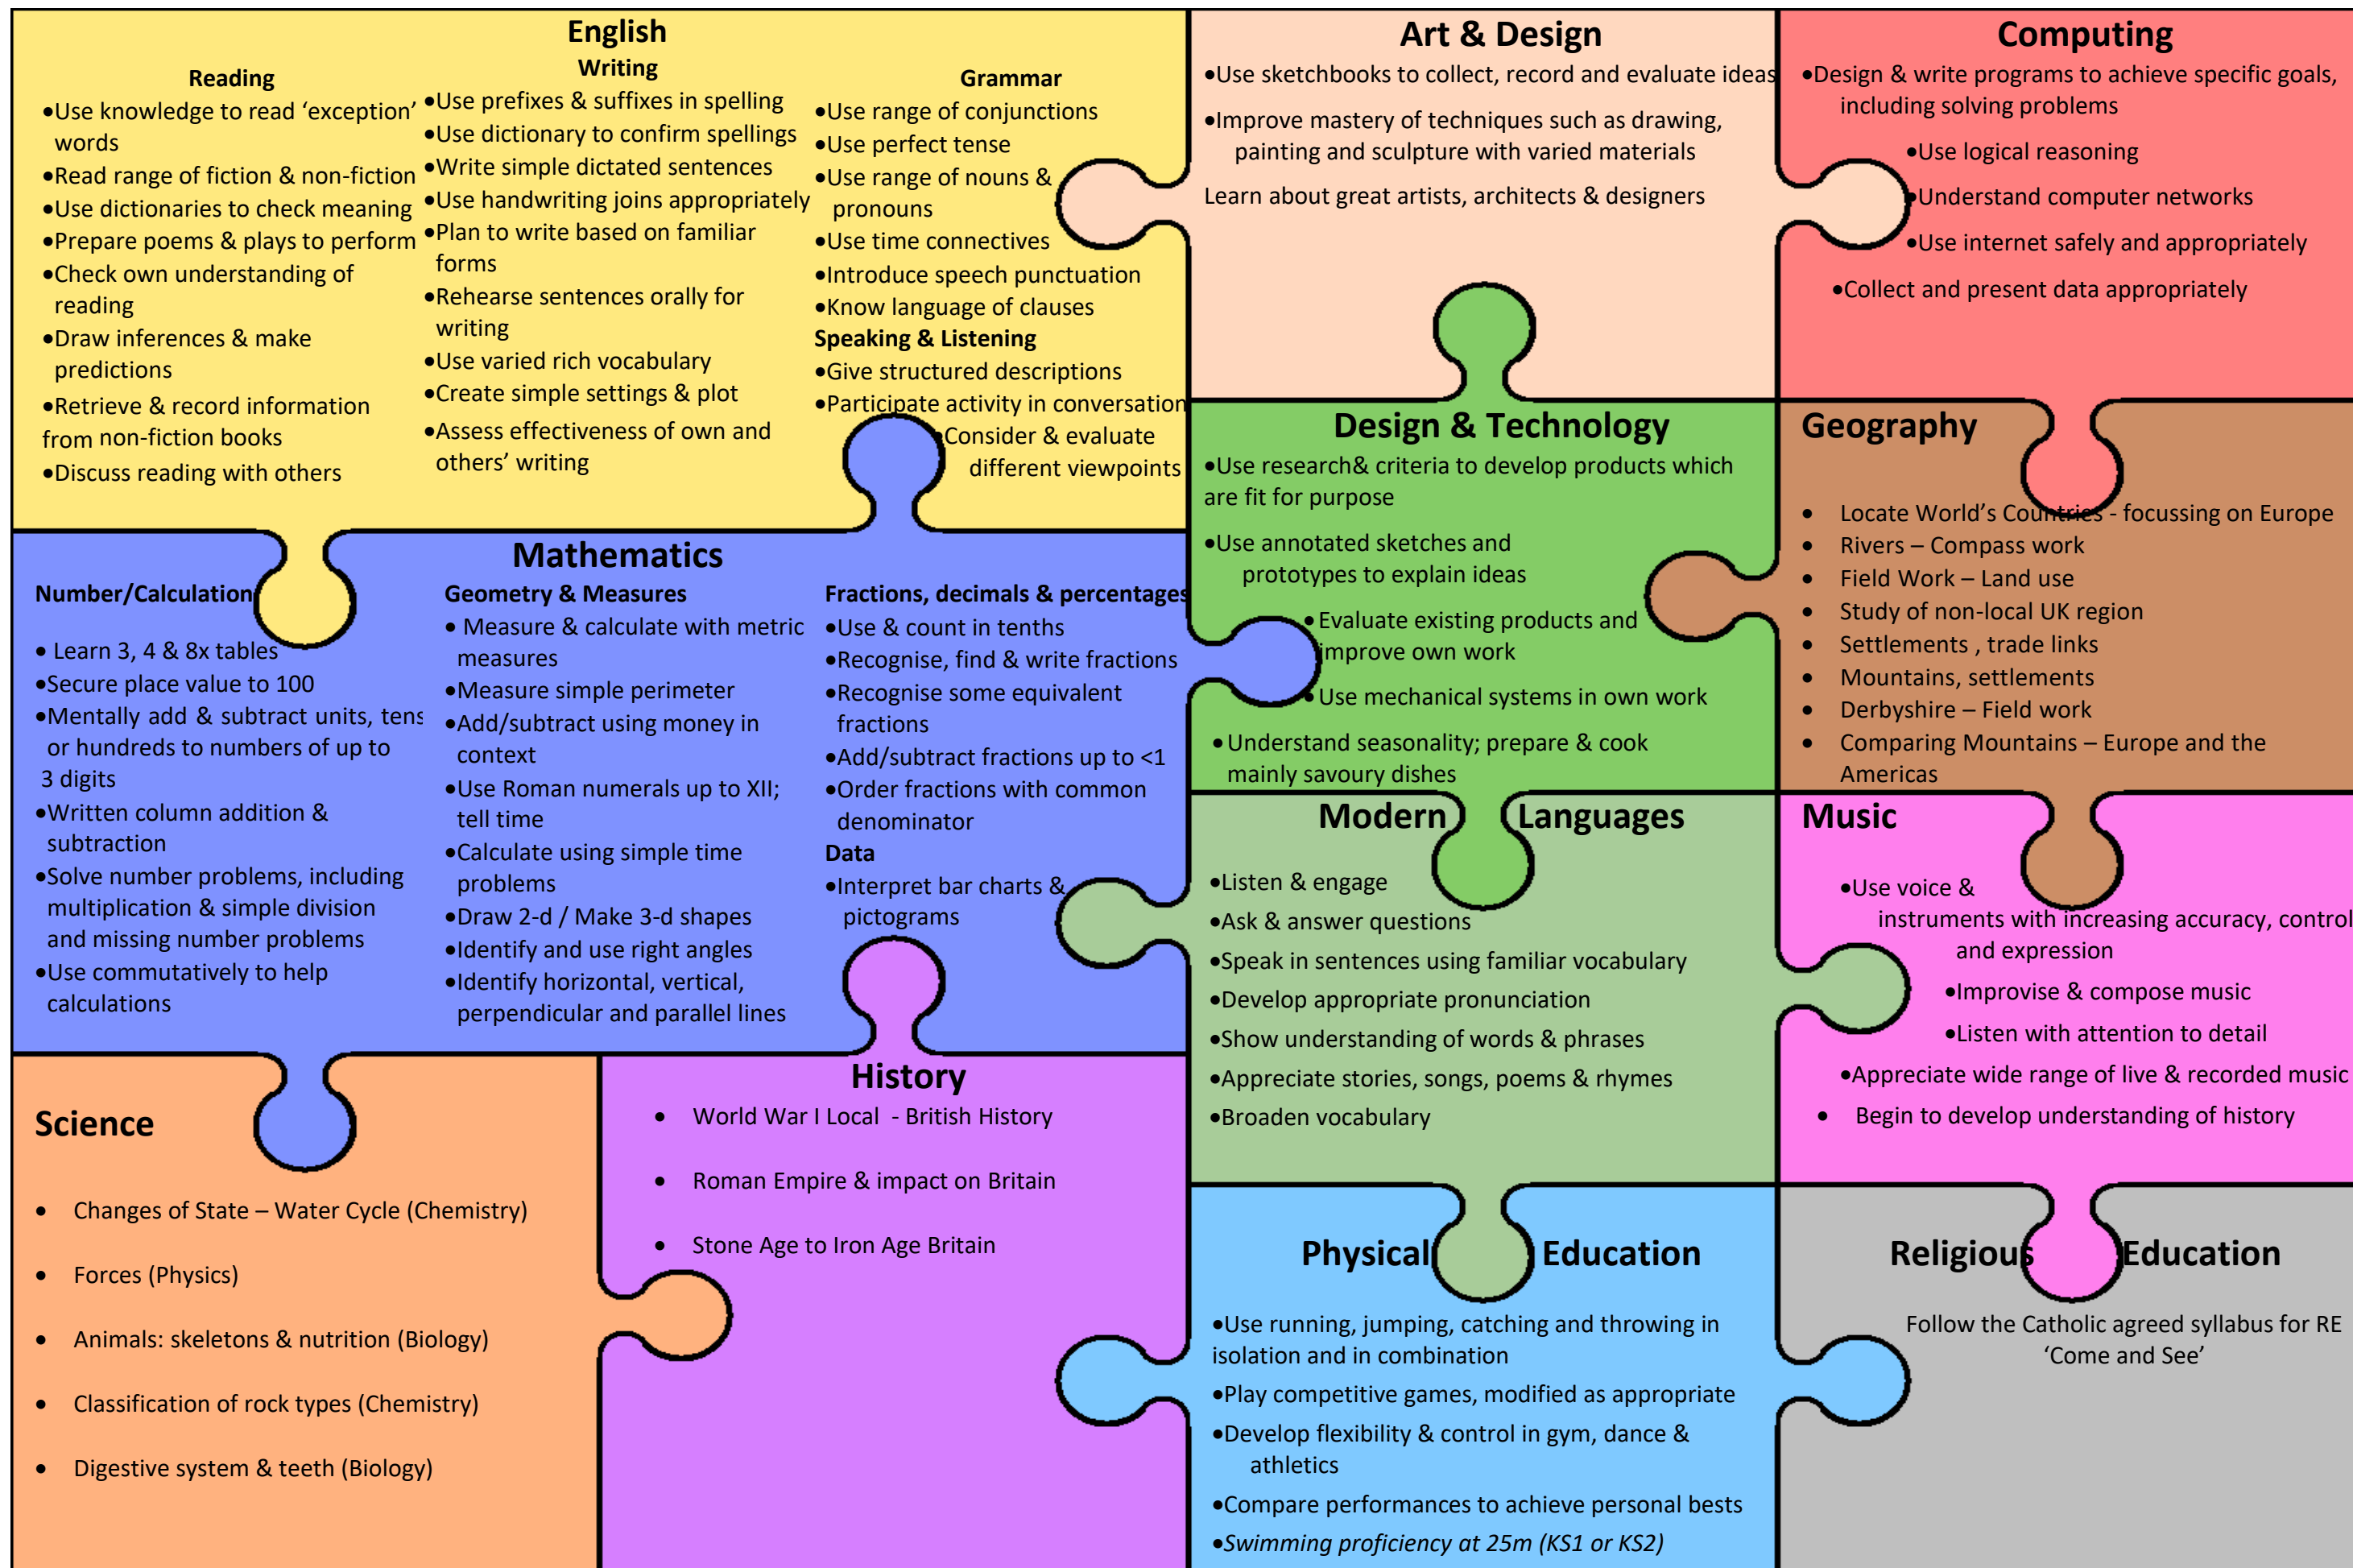 English
Reading
•Use knowledge to read ‘exception’
words
•Read range of fiction & non-fiction
•Use dictionaries to check meaning
•Prepare poems & plays to perform
•Check own understanding of
reading
•Draw inferences & make
predictions
•Retrieve & record information
from non-fiction books
•Discuss reading with others
Writing
•Use prefixes & suffixes in spelling
•Use dictionary to confirm spellings
•Write simple dictated sentences
•Use handwriting joins appropriately
•Plan to write based on familiar
forms
•Rehearse sentences orally for
writing
•Use varied rich vocabulary
•Create simple settings & plot
•Assess effectiveness of own and
others’ writing
Grammar
•Use range of conjunctions
•Use perfect tense
•Use range of nouns &
pronouns
•Use time connectives
•Introduce speech punctuation
•Know language of clauses
Speaking & Listening
•Give structured descriptions
•Participate activity in conversation
•Consider & evaluate
different viewpoints
Art & Design
•Use sketchbooks to collect, record and evaluate ideas
•Improve mastery of techniques such as drawing,
painting and sculpture with varied materials
Learn about great artists, architects & designers
Computing
•Design & write programs to achieve specific goals,
including solving problems
•Use logical reasoning
•Understand computer networks
•Use internet safely and appropriately
•Collect and present data appropriately
Mathematics
Number/Calculation
• Learn 3, 4 & 8x tables
•Secure place value to 100
•Mentally add & subtract units, tens
or hundreds to numbers of up to
3 digits
•Written column addition &
subtraction
•Solve number problems, including
multiplication & simple division
and missing number problems
•Use commutatively to help
calculations
Geometry & Measures
• Measure & calculate with metric
measures
•Measure simple perimeter
•Add/subtract using money in
context
•Use Roman numerals up to XII;
tell time
•Calculate using simple time
problems
•Draw 2-d / Make 3-d shapes
•Identify and use right angles
•Identify horizontal, vertical,
perpendicular and parallel lines
Fractions, decimals & percentages
•Use & count in tenths
•Recognise, find & write fractions
•Recognise some equivalent
fractions
•Add/subtract fractions up to <1
•Order fractions with common
denominator
Data
•Interpret bar charts &
pictograms
Design & Technology
•Use research& criteria to develop products which
are fit for purpose
•Use annotated sketches and
prototypes to explain ideas
•Evaluate existing products and
improve own work
•Use mechanical systems in own work
•Understand seasonality; prepare & cook
mainly savoury dishes
Geography
• Locate World’s Countries - focussing on Europe
• Rivers – Compass work
• Field Work – Land use
• Study of non-local UK region
• Settlements , trade links
• Mountains, settlements
• Derbyshire – Field work
• Comparing Mountains – Europe and the
Americas
Modern Languages
•Listen & engage
•Ask & answer questions
•Speak in sentences using familiar vocabulary
•Develop appropriate pronunciation
•Show understanding of words & phrases
•Appreciate stories, songs, poems & rhymes
•Broaden vocabulary
Music
•Use voice &
instruments with increasing accuracy, control
and expression
•Improvise & compose music
•Listen with attention to detail
•Appreciate wide range of live & recorded music
• Begin to develop understanding of history
Science
• Changes of State – Water Cycle (Chemistry)
• Forces (Physics)
• Animals: skeletons & nutrition (Biology)
• Classification of rock types (Chemistry)
• Digestive system & teeth (Biology)
History
• World War I Local - British History
• Roman Empire & impact on Britain
• Stone Age to Iron Age Britain
Physical Education
•Use running, jumping, catching and throwing in
isolation and in combination
•Play competitive games, modified as appropriate
•Develop flexibility & control in gym, dance &
athletics
•Compare performances to achieve personal bests
•Swimming proficiency at 25m (KS1 or KS2)
Religious Education
Follow the Catholic agreed syllabus for RE
‘Come and See’